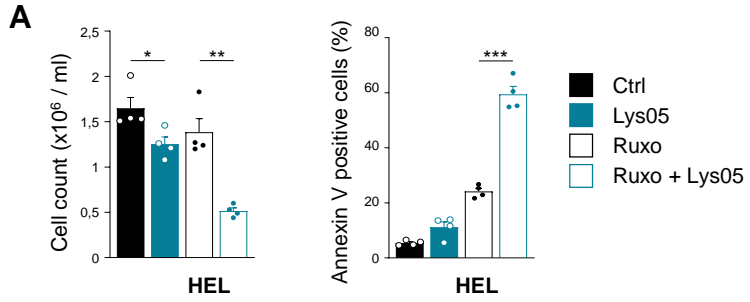 A
Cell count (x10⁶ / ml)
2,5
2
1,5
1
0,5
0
*
**
HEL
Annexin V positive cells (%)
80
60
40
20
0
***
HEL
Ctrl
Lys05
Ruxo
Ruxo + Lys05